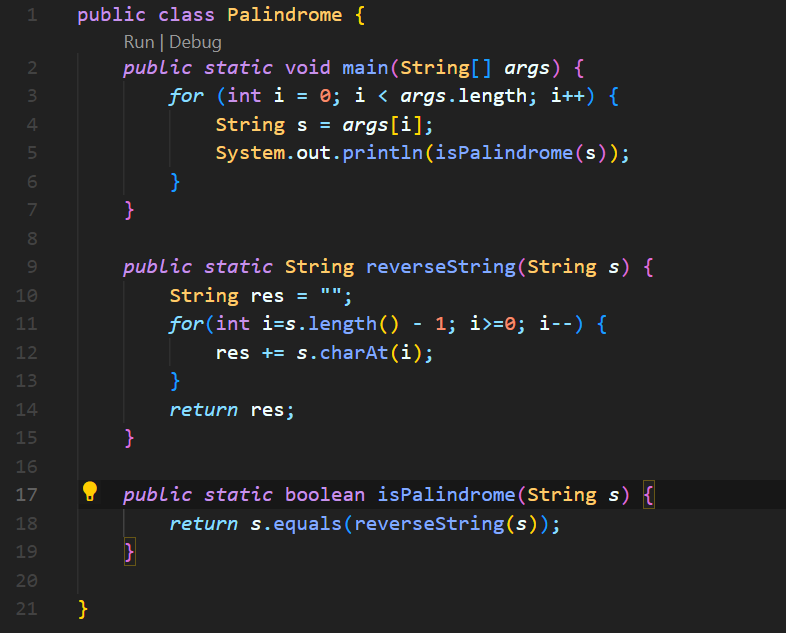 1 public class Palindrome {
Run | Debug
2     public static void main(String[] args) {
3         for (int i = 0; i < args.length; i++) {
4             String s = args[i];
5             System.out.println(isPalindrome(s));
6         }
7     }
8
9     public static String reverseString(String s) {
10         String res = "";
11         for(int i=s.length() - 1; i>=0; i--) {
12             res += s.charAt(i);
13         }
14         return res;
15     }
16
17     public static boolean isPalindrome(String s) {
18         return s.equals(reverseString(s));
19     }
20
21 }